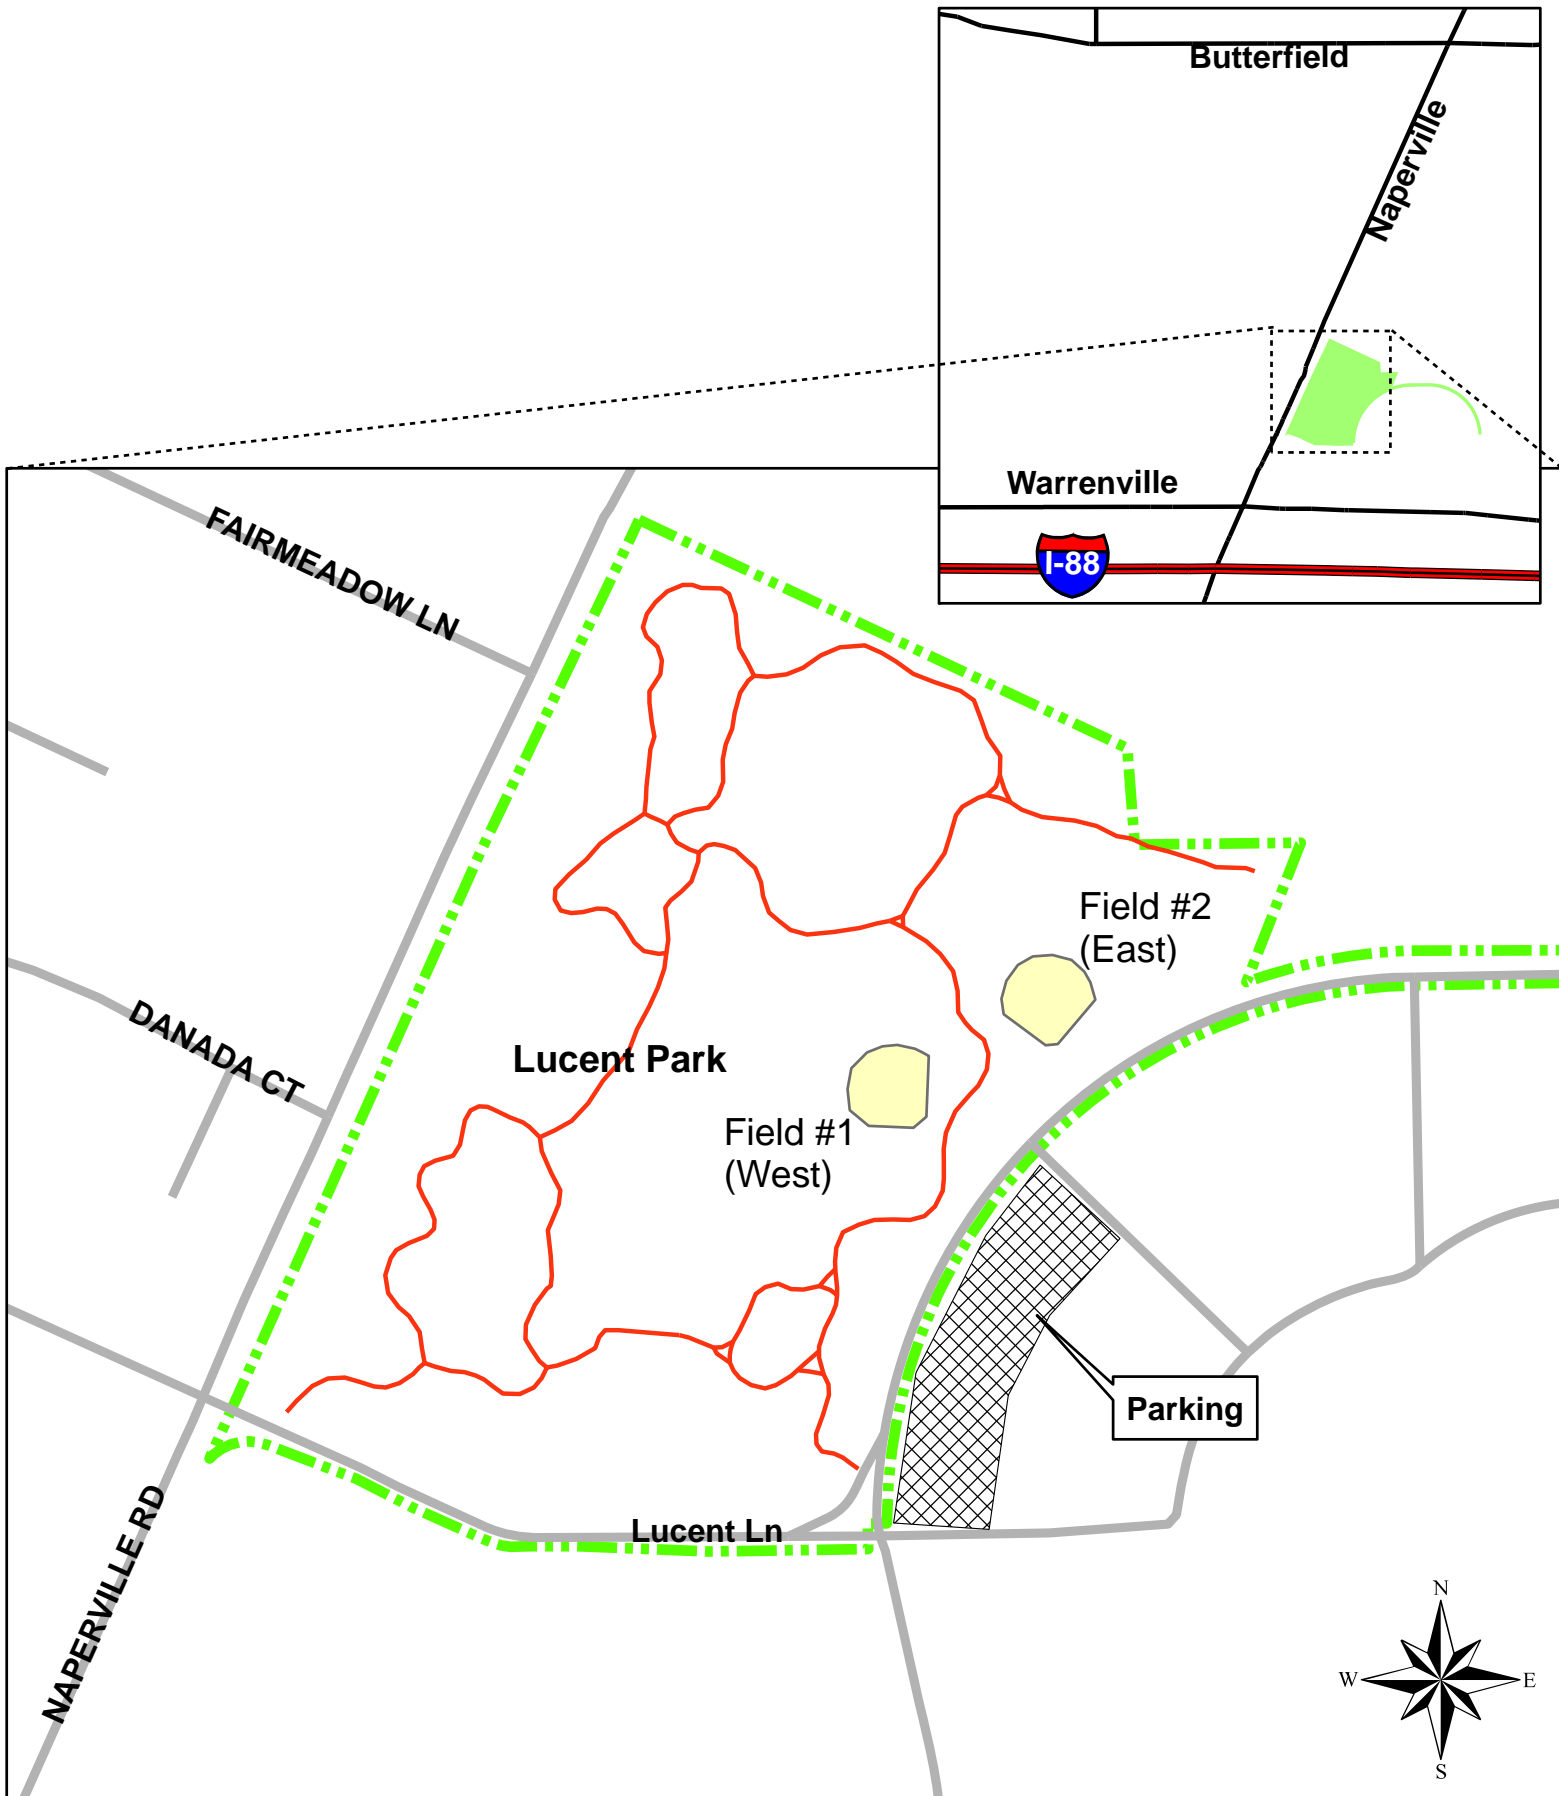 Butterfield
Naperville
Warrenville
I-88
FAIRMEADOW LN
Field #2
(East)
DANADA CT
Lucent Park
Field #1
(West)
Parking
Lucent Ln
NAPERVILLE RD
N
W
E
S